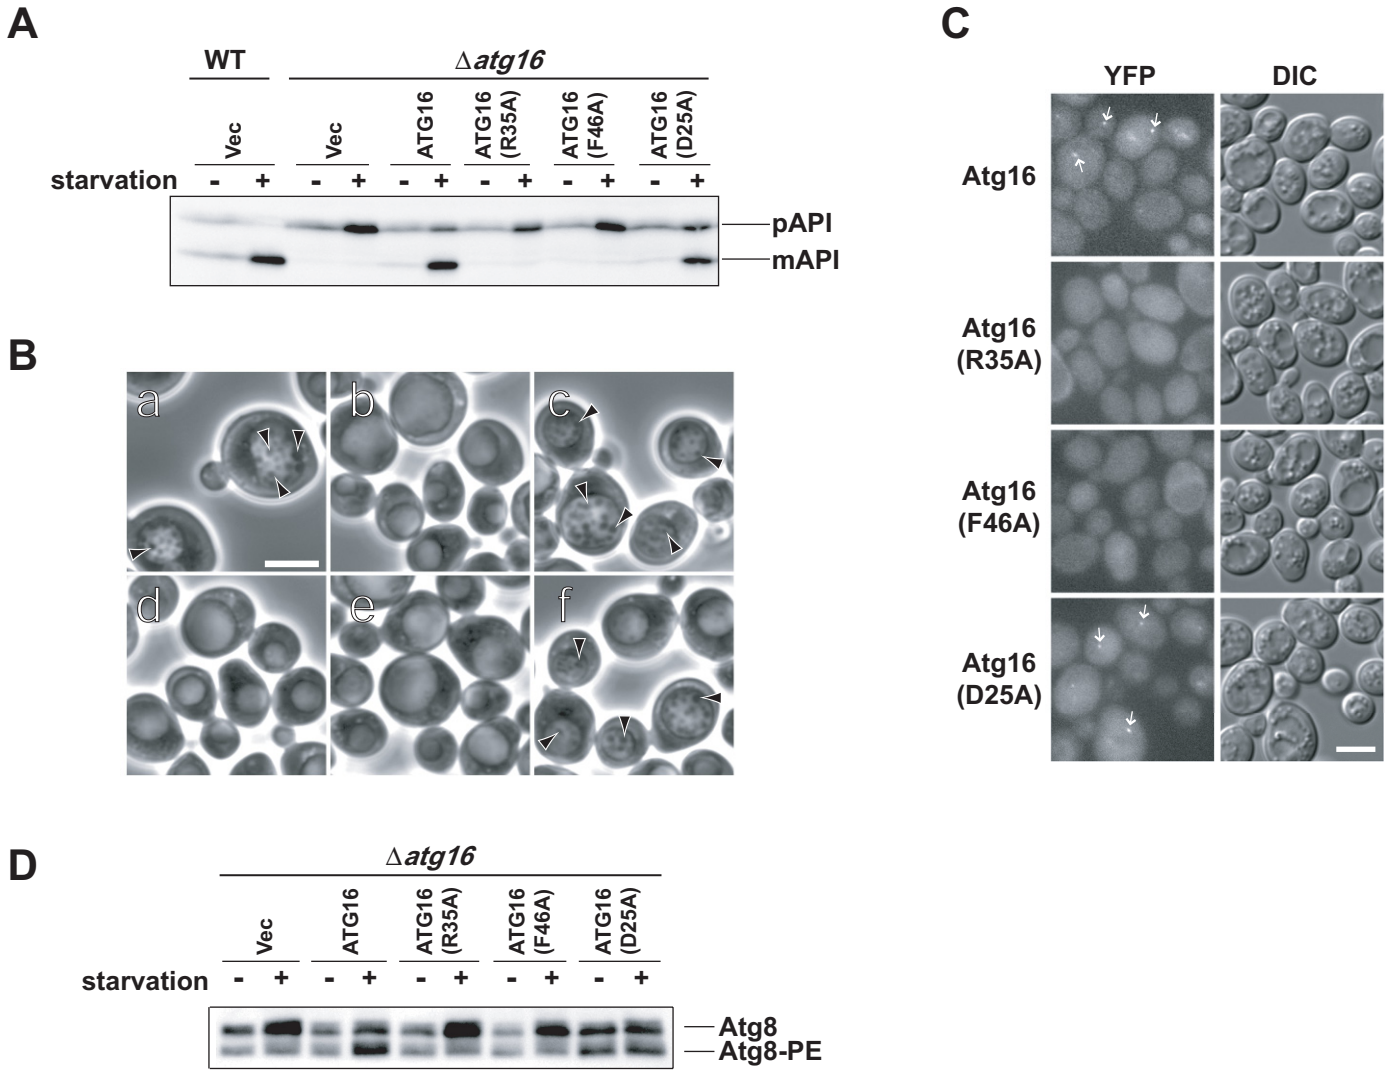 A
WT
Δatg16
Vec
Vec
ATG16
ATG16
(R35A)
ATG16
(F46A)
ATG16
(D25A)
starvation - + - + - + - + - + - +
pAPI
mAPI
B
a
b
c
d
e
f
C
YFP
DIC
Atg16
Atg16
(R35A)
Atg16
(F46A)
Atg16
(D25A)
D
Δatg16
Vec
ATG16
ATG16
(R35A)
ATG16
(F46A)
ATG16
(D25A)
starvation - + - + - + - + - +
Atg8
Atg8-PE